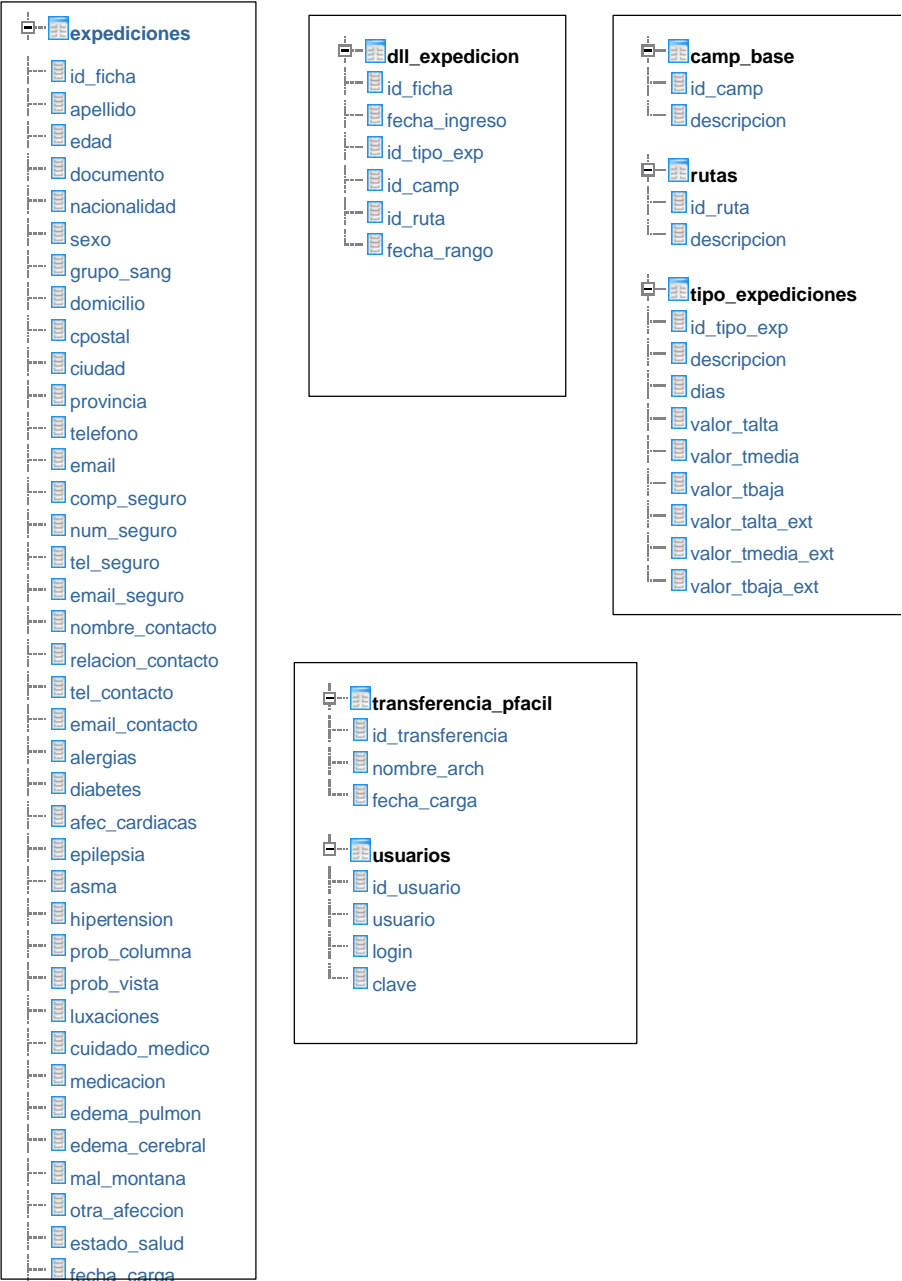 expediciones
id_ficha
apellido
edad
documento
nacionalidad
sexo
grupo_sang
domicilio
cpostal
ciudad
provincia
telefono
email
comp_seguro
num_seguro
tel_seguro
email_seguro
nombre_contacto
relacion_contacto
tel_contacto
email_contacto
alergias
diabetes
afec_cardiacas
epilepsia
asma
hipertension
prob_columna
prob_vista
luxaciones
cuidado_medico
medicacion
edema_pulmon
edema_cerebral
mal_montana
otra_afeccion
estado_salud
fecha_carga
dll_expedicion
id_ficha
fecha_ingreso
id_tipo_exp
id_camp
id_ruta
fecha_rango
camp_base
id_camp
descripcion
rutas
id_ruta
descripcion
tipo_expediciones
id_tipo_exp
descripcion
dias
valor_talta
valor_tmedia
valor_tbaja
valor_talta_ext
valor_tmedia_ext
valor_tbaja_ext
transferencia_pfacil
id_transferencia
nombre_arch
fecha_carga
usuarios
id_usuario
usuario
login
clave